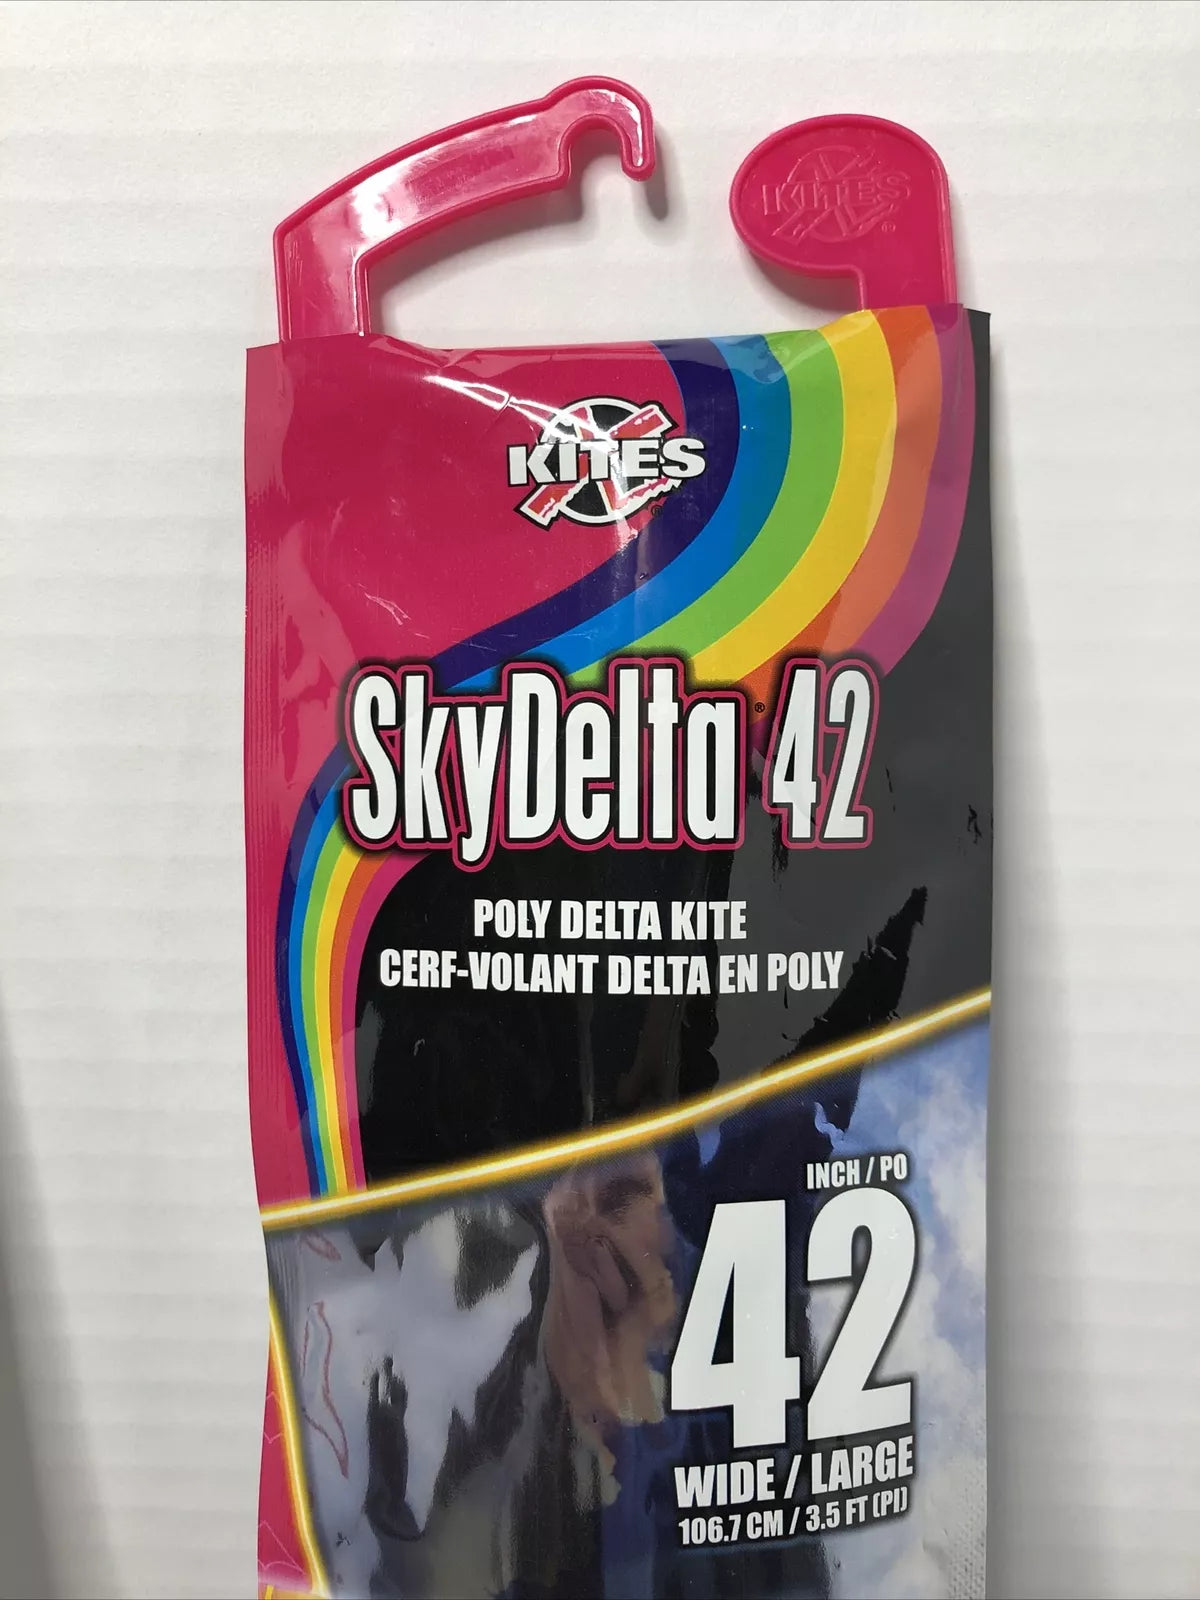 KITES
®
KITES
®
SkyDelta® 42
POLY DELTA KITE
CERF-VOLANT DELTA EN POLY
INCH / PO
42
WIDE / LARGE
106.7 CM / 3.5 FT (PI)